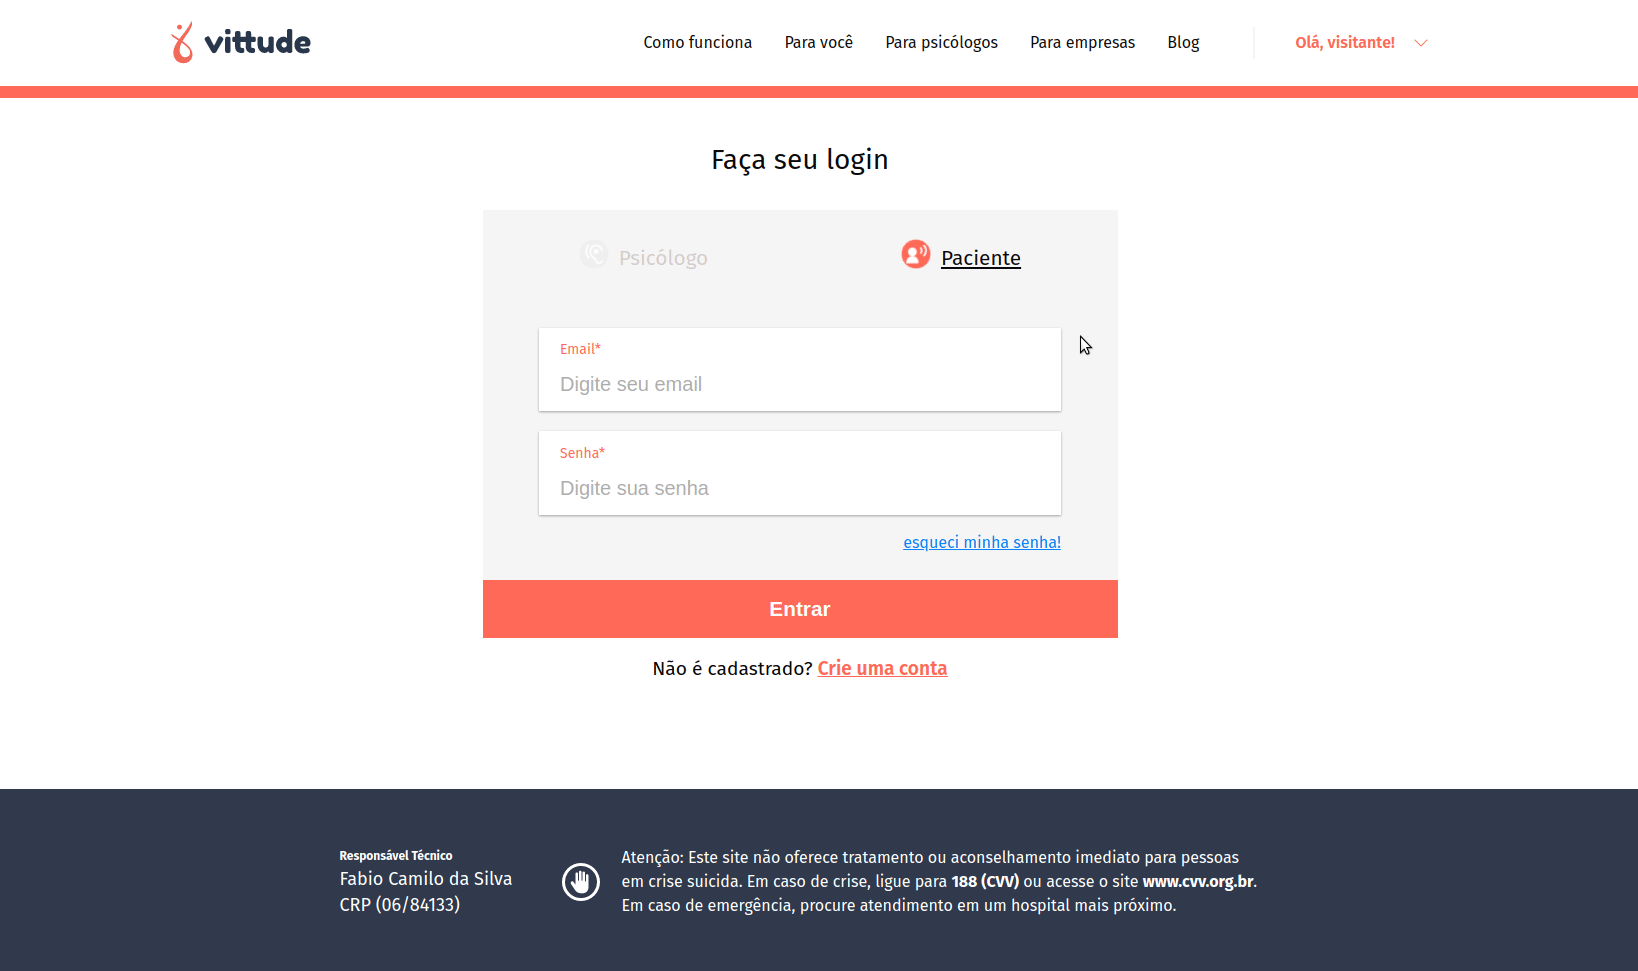 vittude
Como funciona Para você Para psicólogos Para empresas Blog Olá, visitante!
Faça seu login
Psicólogo Paciente
Email*
Digite seu email
Senha*
Digite sua senha
esqueci minha senha!
Entrar
Não é cadastrado? Crie uma conta
Responsável Técnico
Fabio Camilo da Silva
CRP (06/84133)
Atenção: Este site não oferece tratamento ou aconselhamento imediato para pessoas
em crise suicida. Em caso de crise, ligue para 188 (CVV) ou acesse o site www.cvv.org.br.
Em caso de emergência, procure atendimento em um hospital mais próximo.